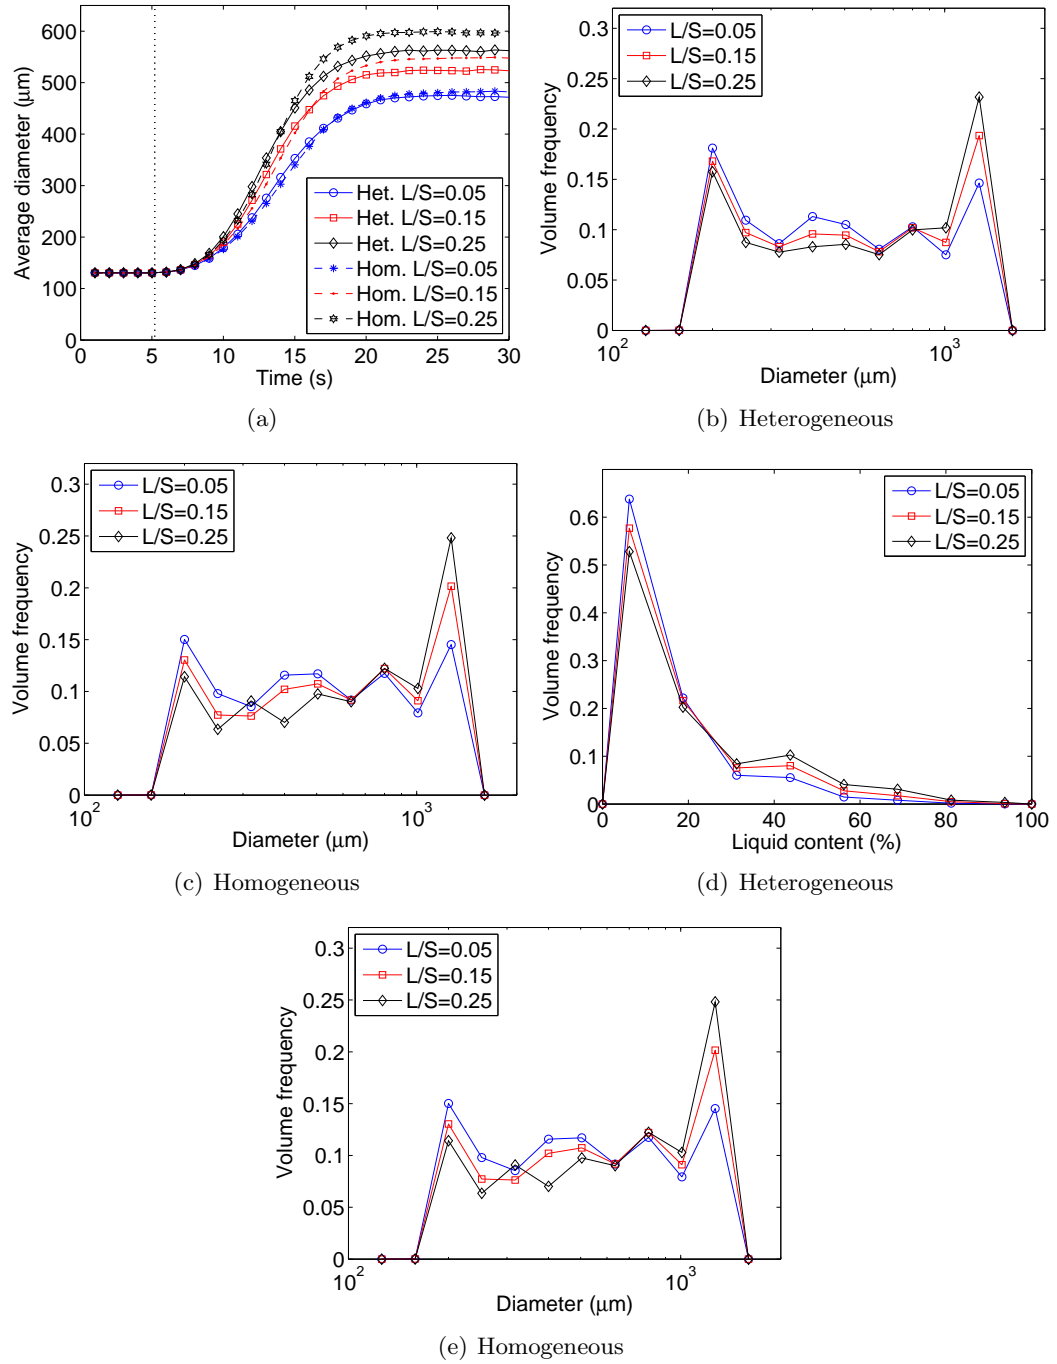 600
500
400
300
200
100
0
Average diameter (μm)
0 5 10 15 20 25 30
Time (s)
Het. L/S=0.05
Het. L/S=0.15
Het. L/S=0.25
Hom. L/S=0.05
Hom. L/S=0.15
Hom. L/S=0.25
(a)
0.3
0.2
0.1
0
Volume frequency
L/S=0.05
L/S=0.15
L/S=0.25
10² 10³
Diameter (μm)
(b) Heterogeneous
0.3
0.25
0.2
0.15
0.1
0.05
0
Volume frequency
L/S=0.05
L/S=0.15
L/S=0.25
10² 10³
Diameter (μm)
(c) Homogeneous
0.6
0.5
0.4
0.3
0.2
0.1
0
Volume frequency
L/S=0.05
L/S=0.15
L/S=0.25
0 20 40 60 80 100
Liquid content (%)
(d) Heterogeneous
0.3
0.25
0.2
0.15
0.1
0.05
0
Volume frequency
L/S=0.05
L/S=0.15
L/S=0.25
10² 10³
Diameter (μm)
(e) Homogeneous